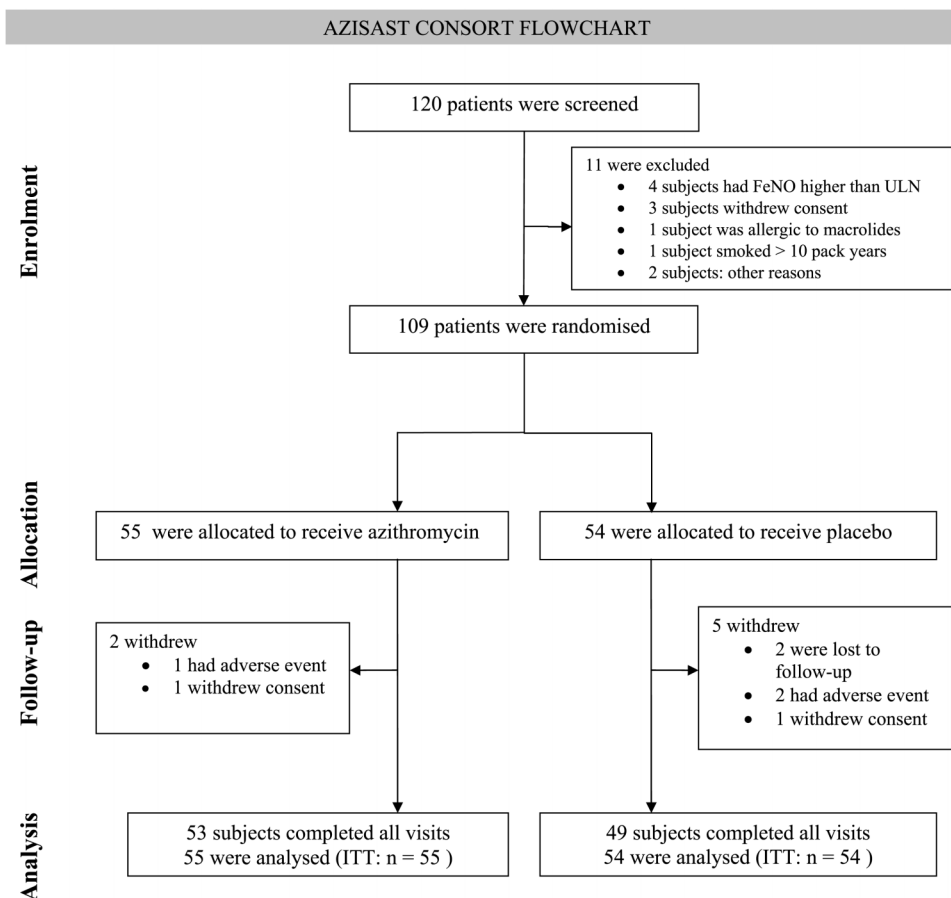 AZISAST CONSORT FLOWCHART
Enrolment
120 patients were screened
11 were excluded
• 4 subjects had FeNO higher than ULN
• 3 subjects withdrew consent
• 1 subject was allergic to macrolides
• 1 subject smoked > 10 pack years
• 2 subjects: other reasons
109 patients were randomised
Allocation
55 were allocated to receive azithromycin
54 were allocated to receive placebo
Follow-up
2 withdrew
• 1 had adverse event
• 1 withdrew consent
5 withdrew
• 2 were lost to
follow-up
• 2 had adverse event
• 1 withdrew consent
Analysis
53 subjects completed all visits
55 were analysed (ITT: n = 55 )
49 subjects completed all visits
54 were analysed (ITT: n = 54 )